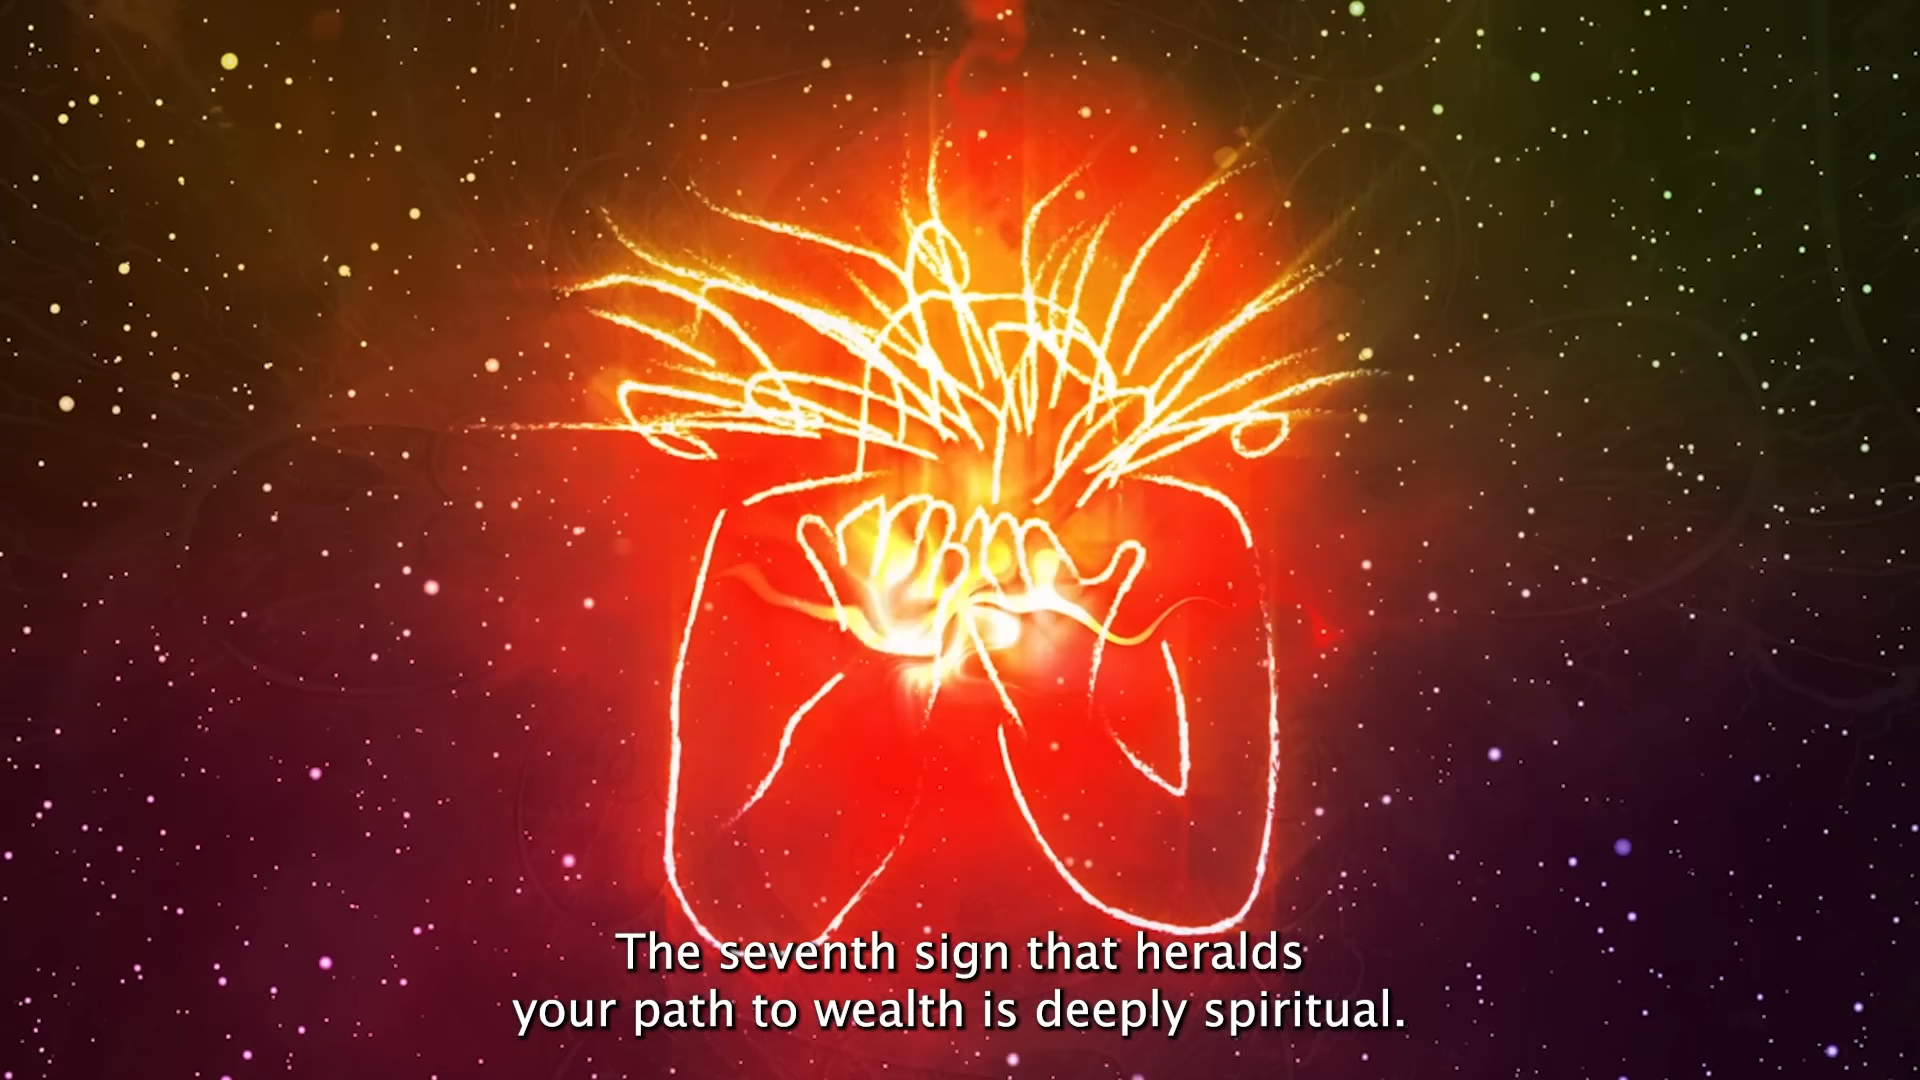 The seventh sign that heralds
your path to wealth is deeply spiritual.